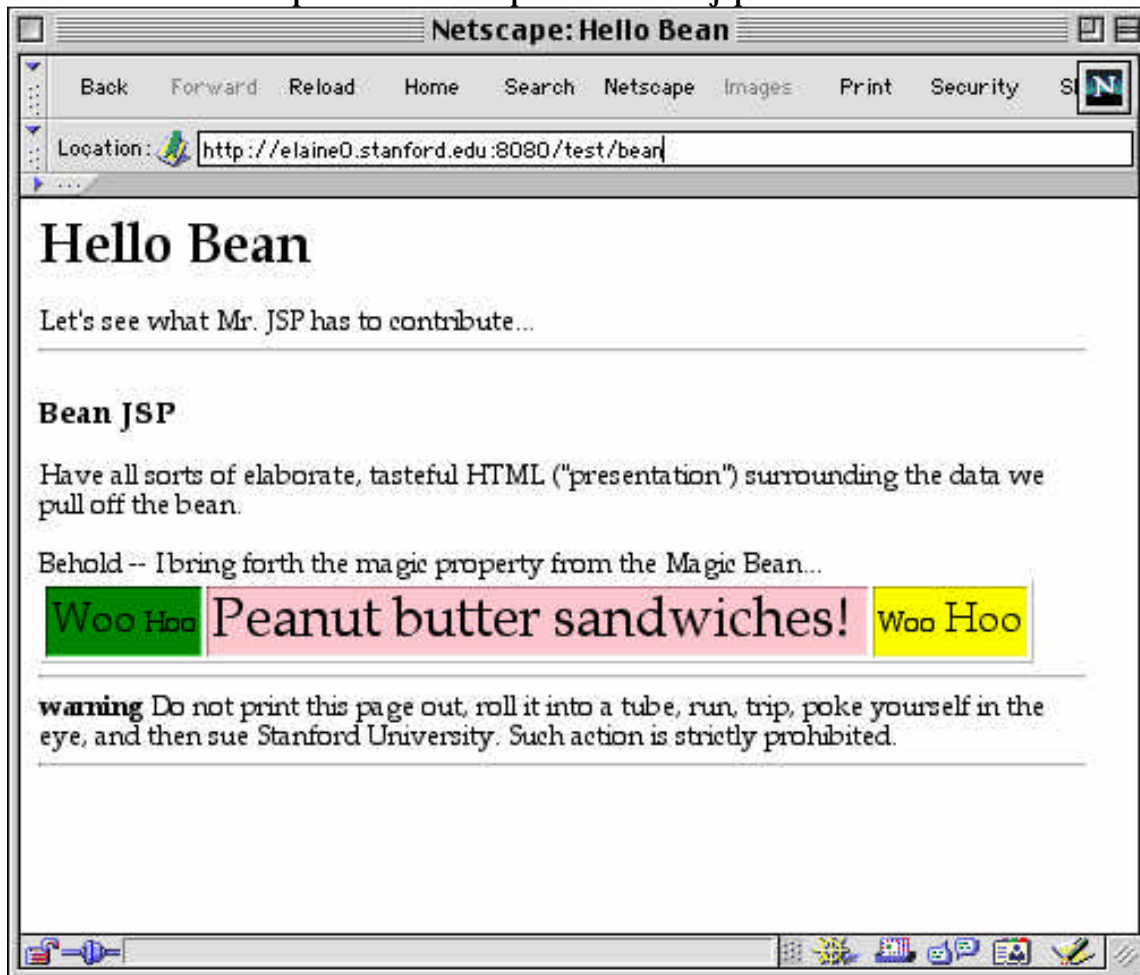 Netscape: Hello Bean
Back Forward Reload Home Search Netscape Images Print Security
Location: http://elaine0.stanford.edu:8080/test/bean
...
Hello Bean
Let's see what Mr. JSP has to contribute...
Bean JSP
Have all sorts of elaborate, tasteful HTML ("presentation") surrounding the data we
pull off the bean.
Behold -- I bring forth the magic property from the Magic Bean...
Woo Hoo Peanut butter sandwiches! Woo Hoo
warning Do not print this page out, roll it into a tube, run, trip, poke yourself in the
eye, and then sue Stanford University. Such action is strictly prohibited.